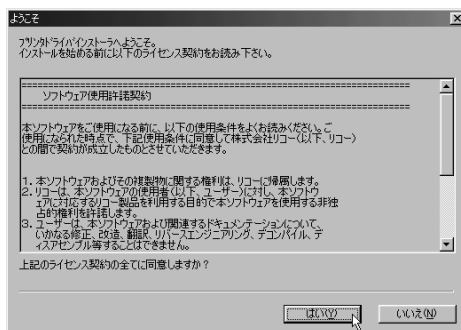 ようこそ
プリンタドライバインストーラへようこそ。
インストールを始める前に以下のライセンス契約をお読み下さい。
ソフトウェア使用許諾契約
本ソフトウェアをご使用になる前に、以下の使用条件をよくお読みください。ご
使用になられた時点で、下記使用条件に同意して株式会社リコー(以下、リコー)
との間で契約が成立したものとさせていただきます。
1. 本ソフトウェアおよびその複製物に関する権利は、リコーに帰属します。
2. リコーは、本ソフトウェアの使用者(以下、ユーザー)に対し、本ソフトウ
ェアに対応するリコー製品を利用する目的で本ソフトウェアを使用する非独
占的権利を許諾します。
3. ユーザーは、本ソフトウェアおよび関連するドキュメンテーションについて、
いかなる修正、改造、翻訳、リバースエンジニアリング、デコンパイル、デ
ィスアセンブル等することはできません。
上記のライセンス契約の全てに同意しますか?
はい(Y)
いいえ(N)